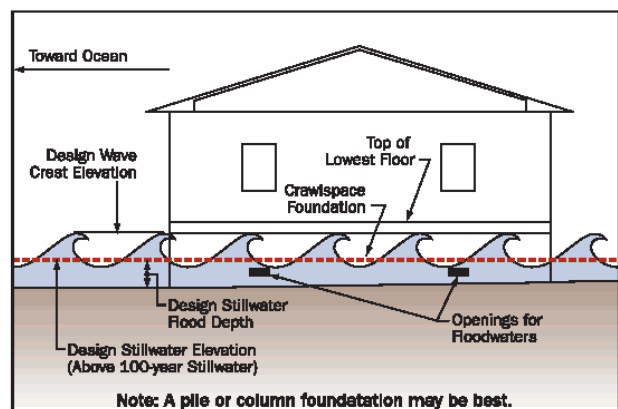 Toward Ocean
Design Wave
Crest Elevation
Top of
Lowest Floor
Crawlspace
Foundation
Design Stillwater
Flood Depth
Openings for
Floodwaters
Design Stillwater Elevation
(Above 100-year Stillwater)
Note: A pile or column foundatation may be best.